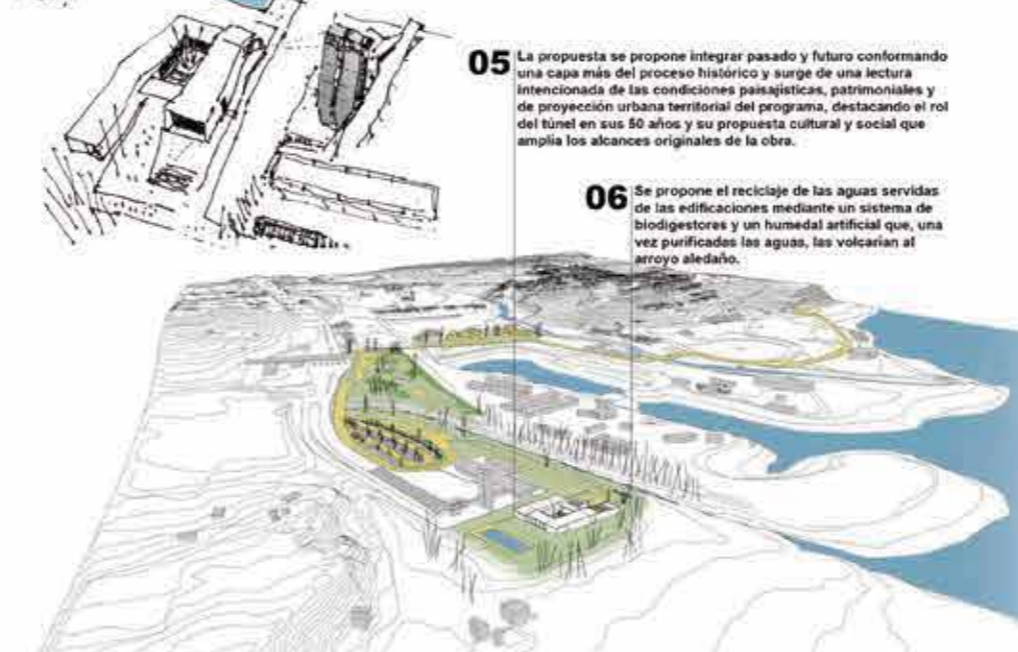 05
La propuesta se propone integrar pasado y futuro conformando
una capa más del proceso histórico y surge de una lectura
intencionada de las condiciones paisajísticas, patrimoniales y
de proyección urbana territorial del programa, destacando el rol
del túnel en sus 50 años y su propuesta cultural y social que
amplía los alcances originales de la obra.
06
Se propone el reciclaje de las aguas servidas
de las edificaciones mediante un sistema de
biodigestores y un humedal artificial que, una
vez purificadas las aguas, las volcarían al
arroyo aledaño.